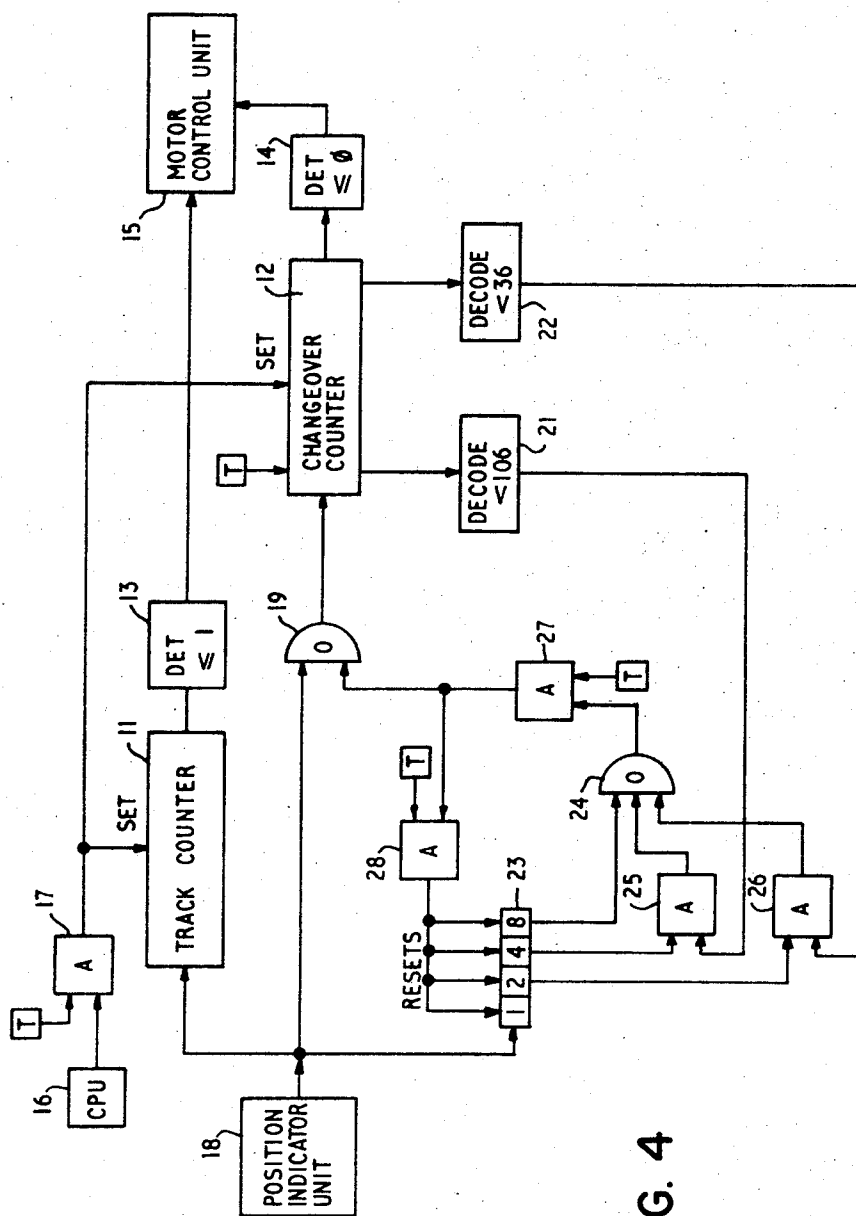 16
CPU
T
17
A
SET
11
TRACK COUNTER
13
DET
≤ 1
15
MOTOR
CONTROL UNIT
14
DET
≤ Ø
18
POSITION
INDICATOR
UNIT
19
O
T
SET
12
CHANGEOVER
COUNTER
28
A
T
27
A
T
21
DECODE
<106
22
DECODE
<36
RESETS
23
1 2 4 8
24
O
25
A
26
A
G. 4